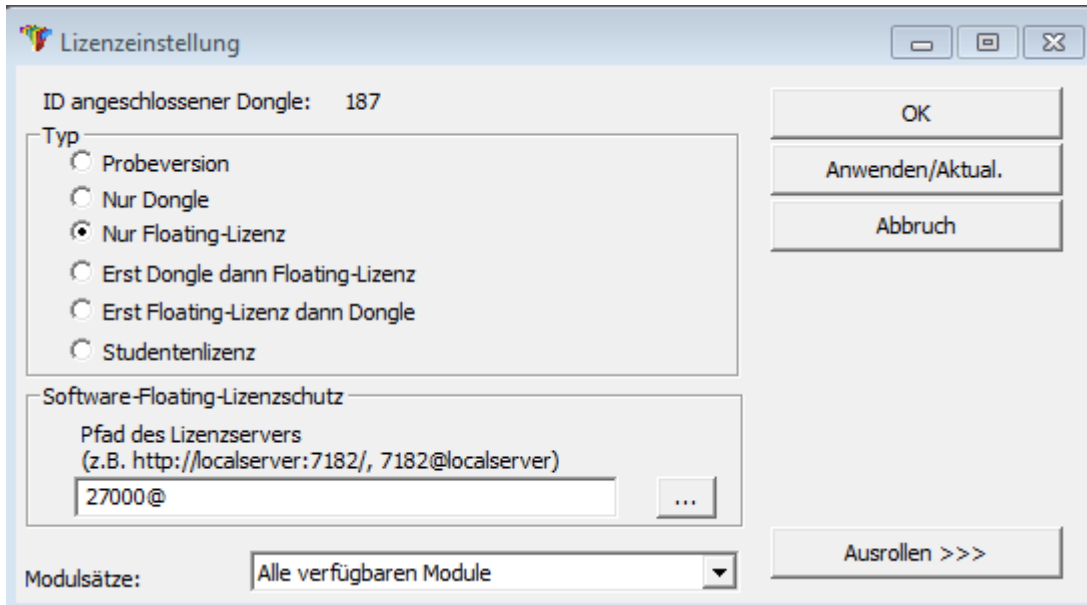 Lizenzeinstellung
ID angeschlossener Dongle: 187
OK
Typ
Probeversion
Anwenden/Aktual.
Nur Dongle
Nur Floating-Lizenz
Abbruch
Erst Dongle dann Floating-Lizenz
Erst Floating-Lizenz dann Dongle
Studentenlizenz
Software-Floating-Lizenzschutz
Pfad des Lizenzservers
(z.B. http://localserver:7182/, 7182@localserver)
27000@
...
Ausrollen >>>
Modulsätze: Alle verfügbaren Module